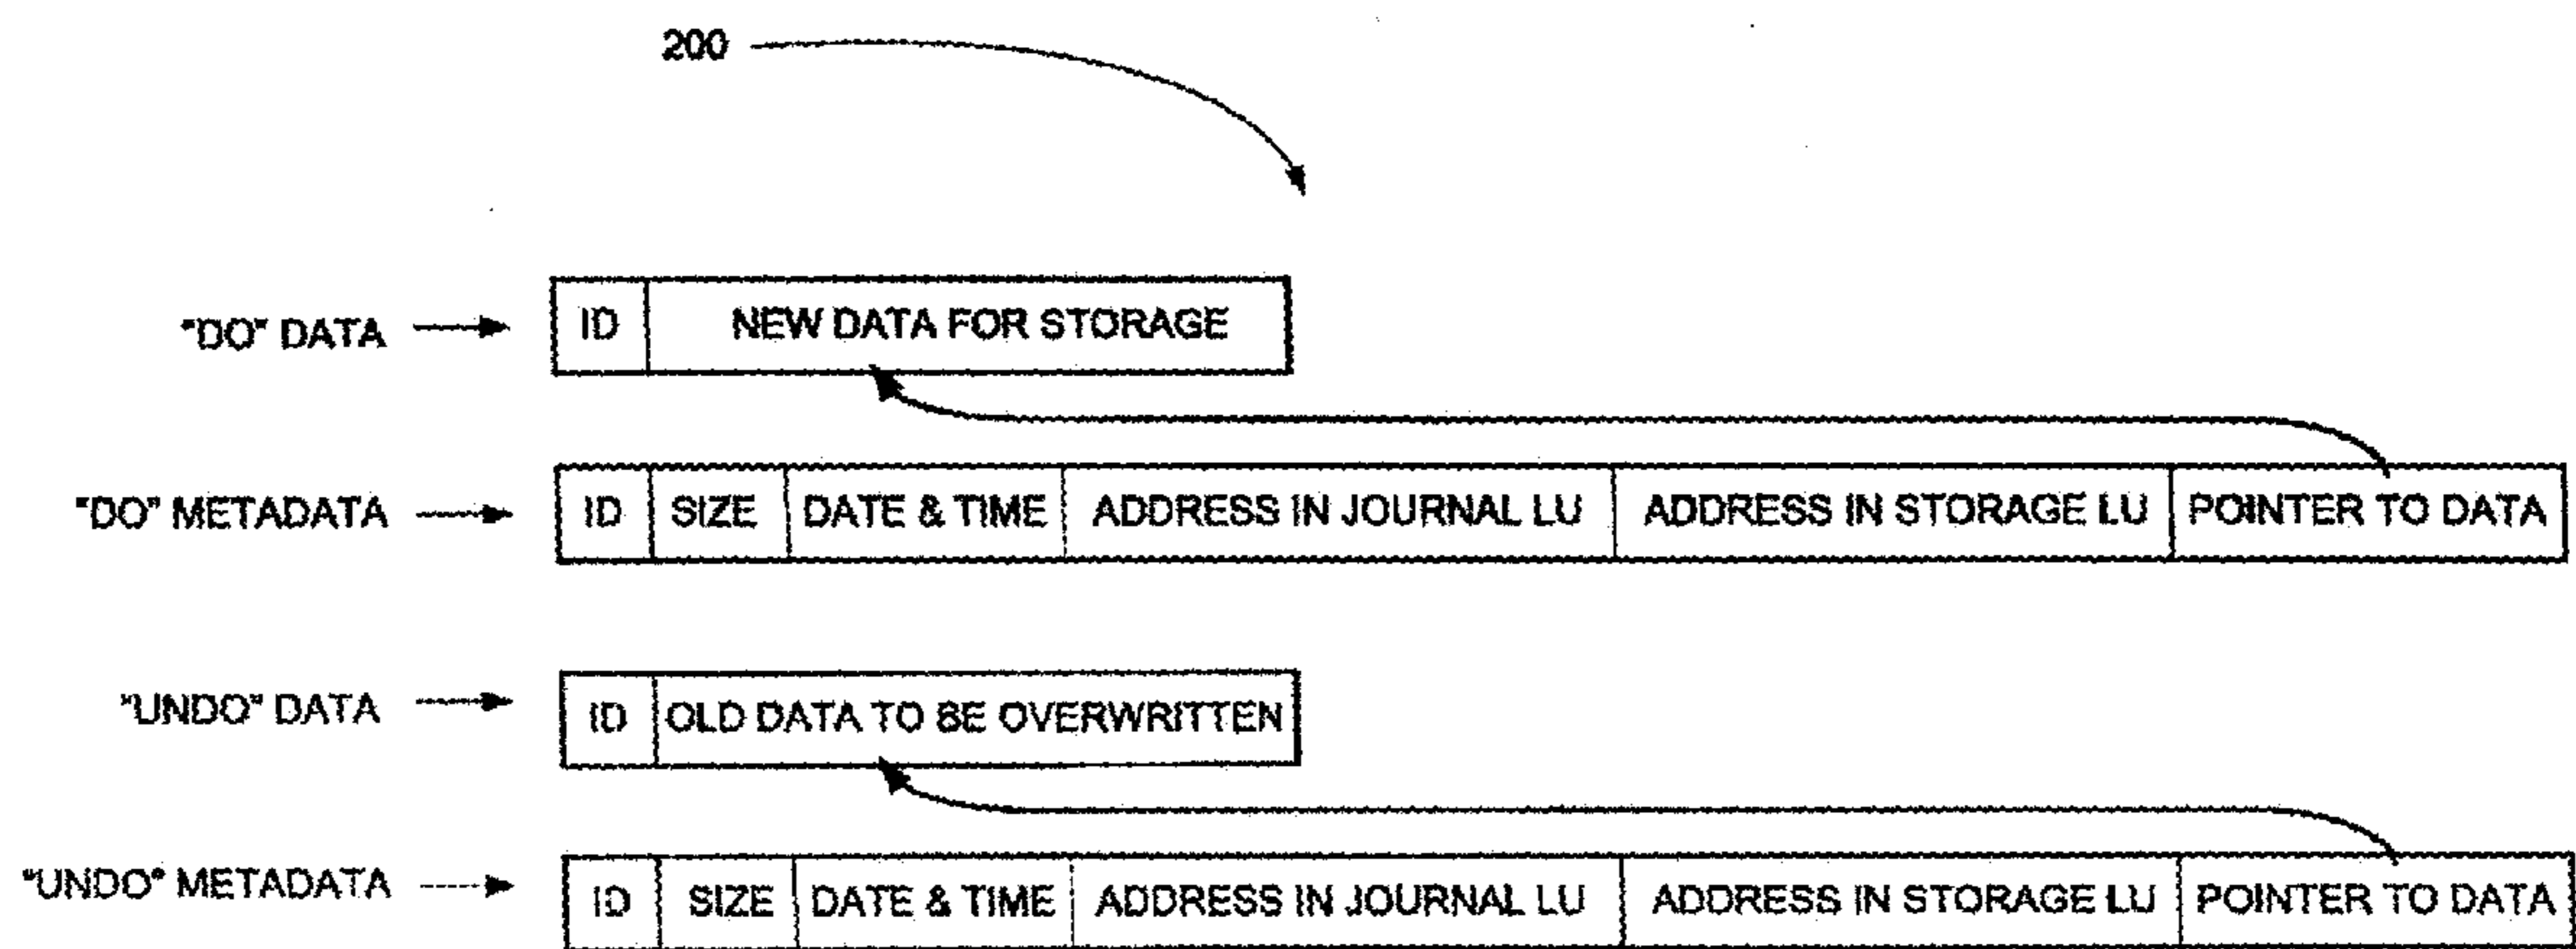 200
"DO" DATA ID NEW DATA FOR STORAGE
"DO" METADATA ID SIZE DATE & TIME ADDRESS IN JOURNAL LU ADDRESS IN STORAGE LU POINTER TO DATA
"UNDO" DATA ID OLD DATA TO BE OVERWRITTEN
"UNDO" METADATA ID SIZE DATE & TIME ADDRESS IN JOURNAL LU ADDRESS IN STORAGE LU POINTER TO DATA